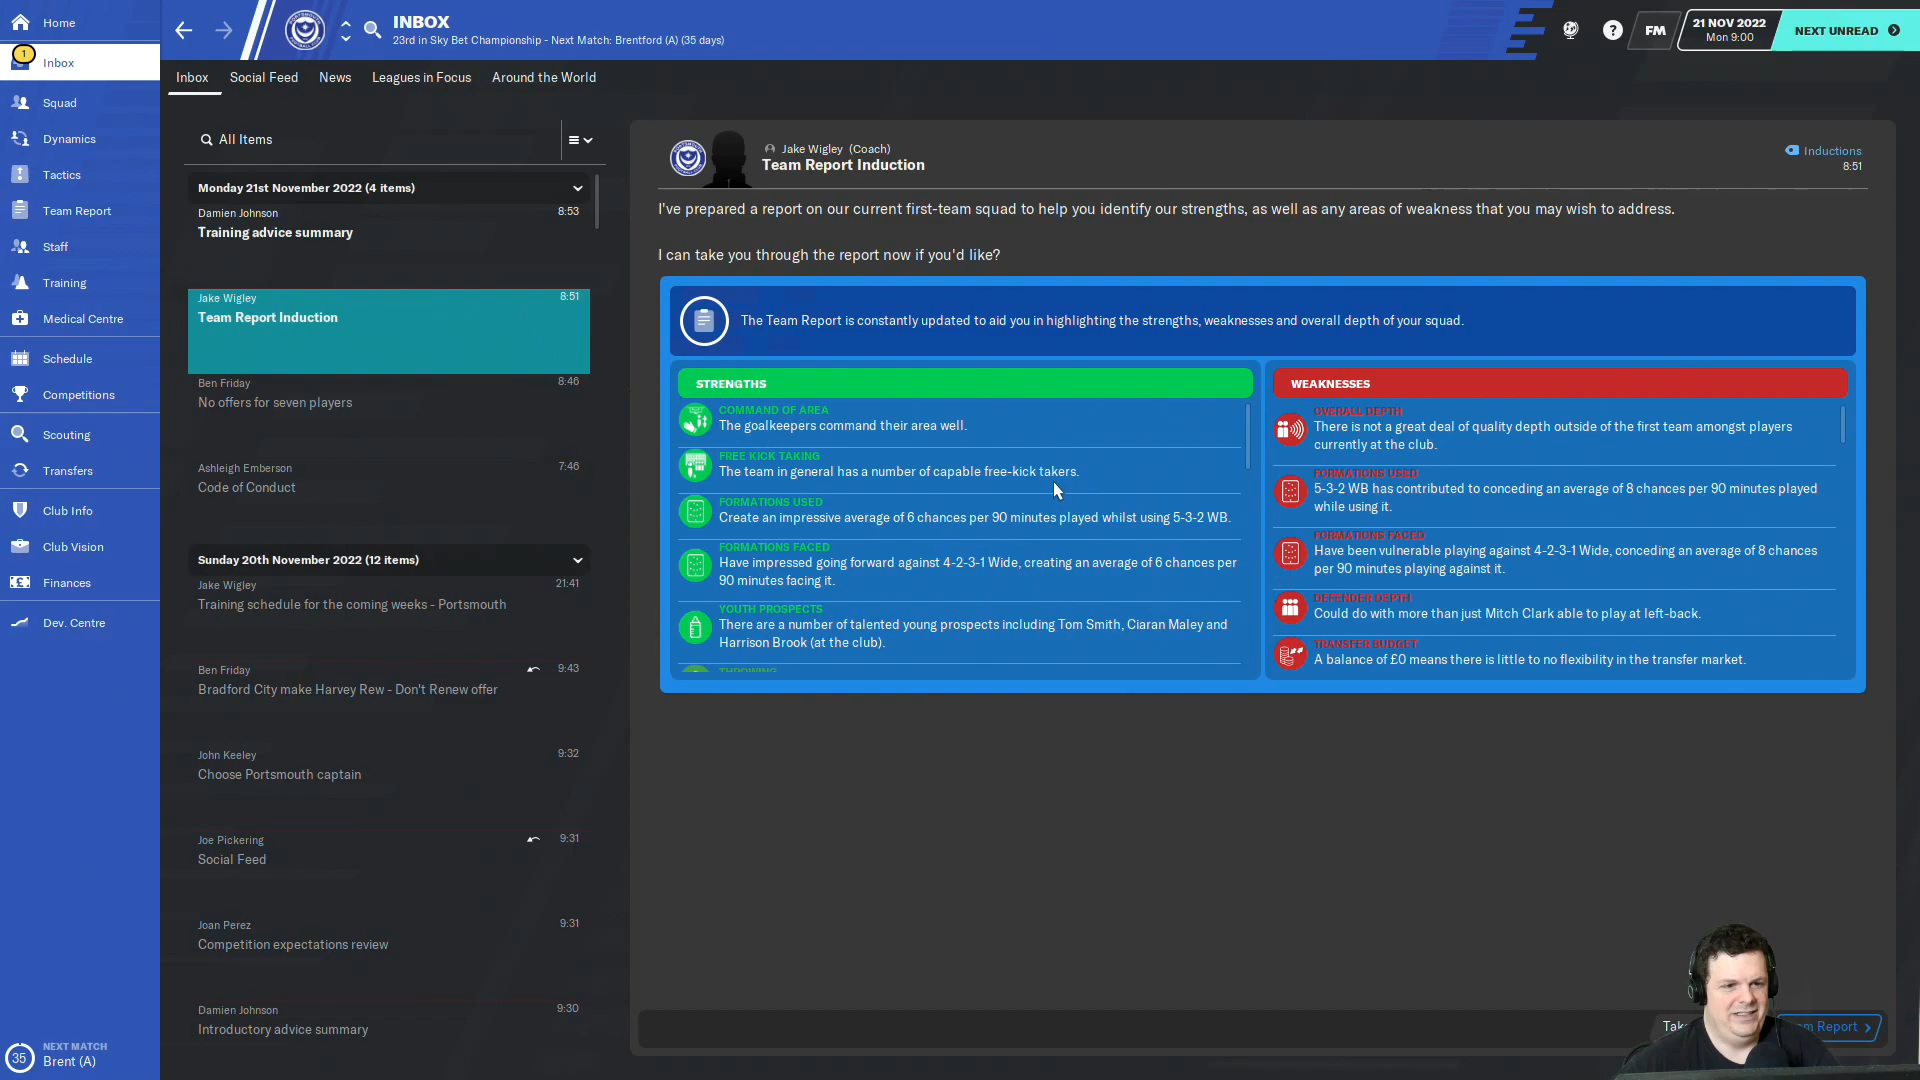 Home
1
Inbox
Squad
Dynamics
Tactics
Team Report
Staff
Training
Medical Centre
Schedule
Competitions
Scouting
Transfers
Club Info
Club Vision
Finances
Dev. Centre
35
NEXT MATCH
Brent (A)
INBOX
23rd in Sky Bet Championship - Next Match: Brentford (A) (35 days)
FM
21 NOV 2022
Mon 9:00
NEXT UNREAD
Inbox
Social Feed
News
Leagues in Focus
Around the World
All Items
Monday 21st November 2022 (4 items)
Damien Johnson
8:53
Training advice summary
Jake Wigley
8:51
Team Report Induction
Ben Friday
8:46
No offers for seven players
Ashleigh Emberson
7:46
Code of Conduct
Sunday 20th November 2022 (12 items)
Jake Wigley
21:41
Training schedule for the coming weeks - Portsmouth
Ben Friday
9:43
Bradford City make Harvey Rew - Don't Renew offer
John Keeley
9:32
Choose Portsmouth captain
Joe Pickering
9:31
Social Feed
Joan Perez
9:31
Competition expectations review
Damien Johnson
9:30
Introductory advice summary
Jake Wigley (Coach)
Team Report Induction
Inductions
8:51
I've prepared a report on our current first-team squad to help you identify our strengths, as well as any areas of weakness that you may wish to address.
I can take you through the report now if you'd like?
The Team Report is constantly updated to aid you in highlighting the strengths, weaknesses and overall depth of your squad.
STRENGTHS
COMMAND OF AREA
The goalkeepers command their area well.
FREE KICK TAKING
The team in general has a number of capable free-kick takers.
FORMATIONS USED
Create an impressive average of 6 chances per 90 minutes played whilst using 5-3-2 WB.
FORMATIONS FACED
Have impressed going forward against 4-2-3-1 Wide, creating an average of 6 chances per
90 minutes facing it.
YOUTH PROSPECTS
There are a number of talented young prospects including Tom Smith, Ciaran Maley and
Harrison Brook (at the club).
THROWING
WEAKNESSES
OVERALL DEPTH
There is not a great deal of quality depth outside of the first team amongst players
currently at the club.
FORMATIONS USED
5-3-2 WB has contributed to conceding an average of 8 chances per 90 minutes played
while using it.
FORMATIONS FACED
Have been vulnerable playing against 4-2-3-1 Wide, conceding an average of 8 chances
per 90 minutes playing against it.
DEFENDER DEPTH
Could do with more than just Mitch Clark able to play at left-back.
TRANSFER BUDGET
A balance of £0 means there is little to no flexibility in the transfer market.
Report